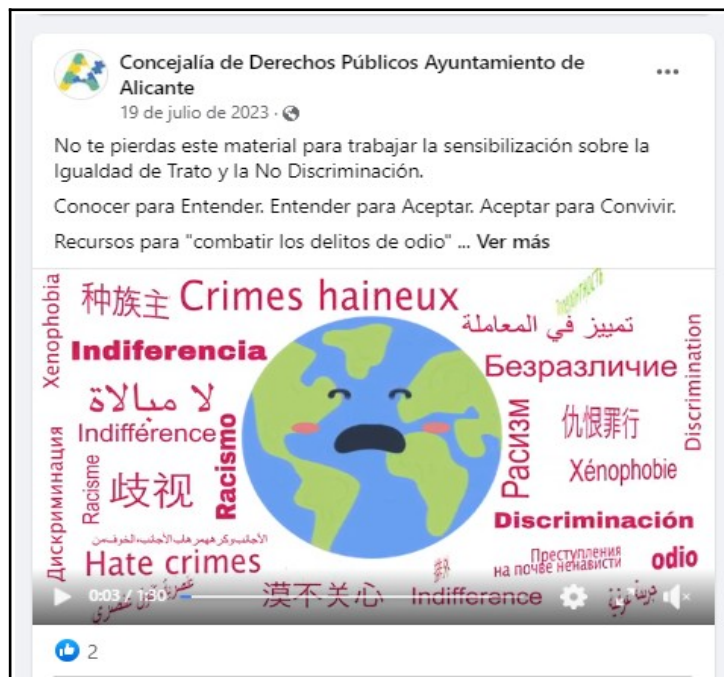 Concejalía de Derechos Públicos Ayuntamiento de
Alicante
19 de julio de 2023 ·
No te pierdas este material para trabajar la sensibilización sobre la
Igualdad de Trato y la No Discriminación.
Conocer para Entender. Entender para Aceptar. Aceptar para Convivir.
Recursos para "combatir los delitos de odio" ... Ver más
Xenophobia
种族主
Crimes haineux
تمييز في المعاملة
Indiferencia
Безразличие
Discrimination
لا مبالاة
Indifférence
Racismo
Расизм
仇恨罪行
Дискриминация
Racisme
歧视
Xénophobie
Discriminación
Hate crimes
Преступления
на почве ненависти
odio
0:03 / 1:30
漠不关心
Indifference
2